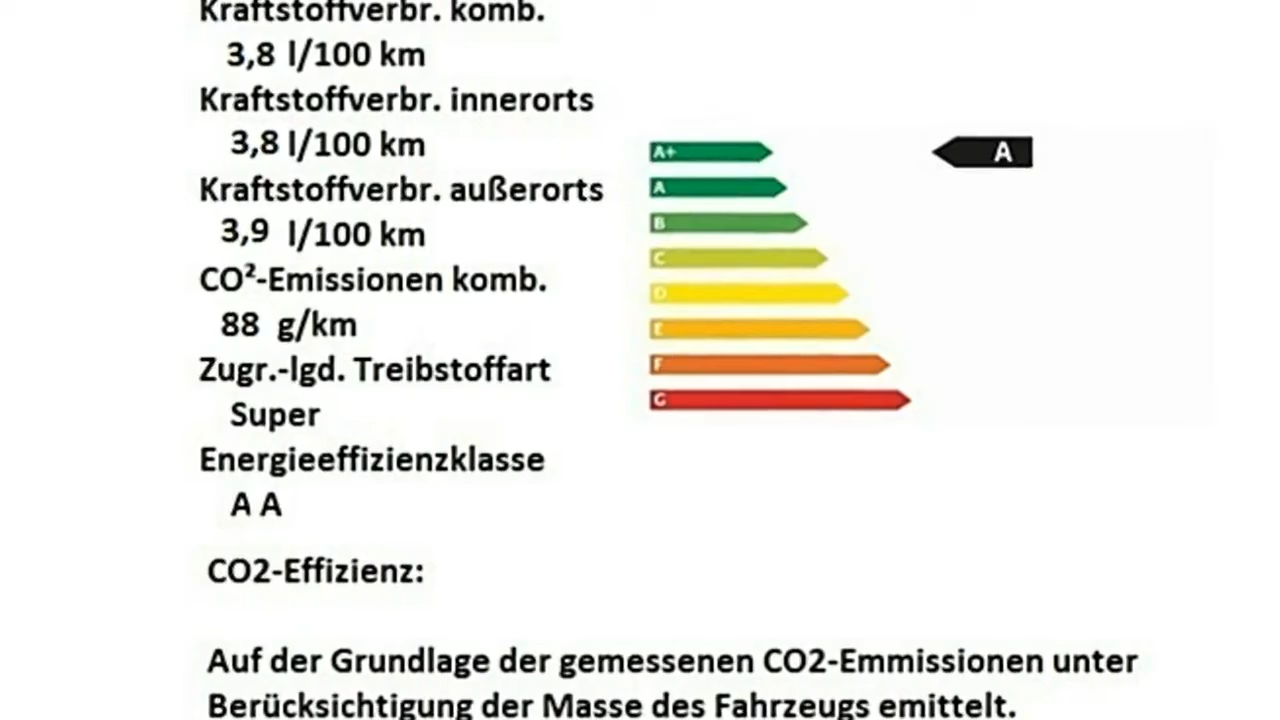 Kraftstoffverbr. komb.
3,8 l/100 km
Kraftstoffverbr. innerorts
3,8 l/100 km
Kraftstoffverbr. außerorts
3,9 l/100 km
CO²-Emissionen komb.
88 g/km
Zugr.-lgd. Treibstoffart
Super
Energieeffizienzklasse
A A
A+
A
A
B
C
D
E
F
G
CO2-Effizienz:
Auf der Grundlage der gemessenen CO2-Emmissionen unter
Berücksichtigung der Masse des Fahrzeugs emittelt.